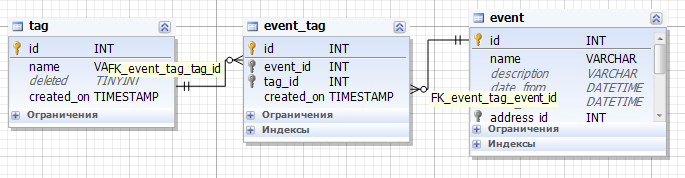 tag
id INT
name VA
deleted TINYINT
created_on TIMESTAMP
Ограничения
FK_event_tag_tag_id
event_tag
id INT
event_id INT
tag_id INT
created_on TIMESTAMP
Ограничения
Индексы
FK_event_tag_event_id
event
id INT
name VARCHAR
description VARCHAR
date_from DATETIME
DATETIME
address_id INT
Ограничения
Индексы